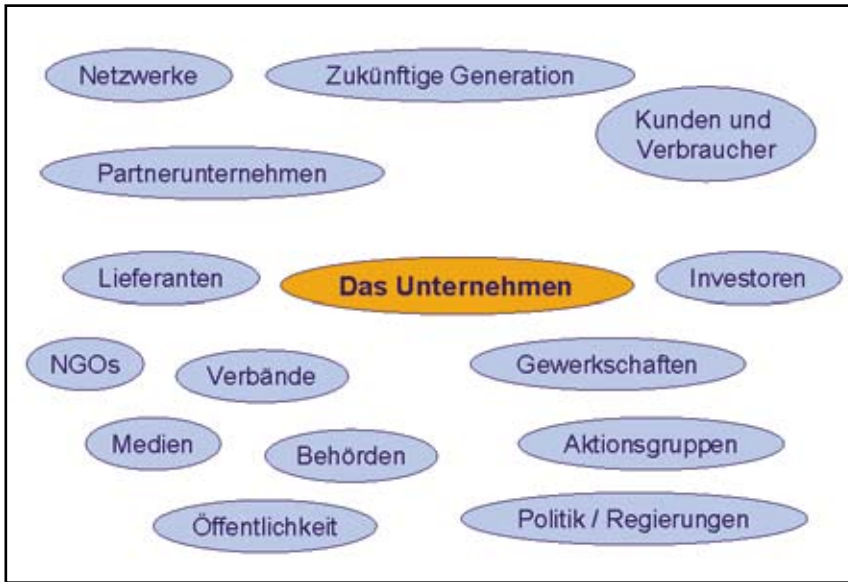 Netzwerke
Zukünftige Generation
Kunden und
Verbraucher
Partnerunternehmen
Lieferanten
Das Unternehmen
Investoren
NGOs
Verbände
Gewerkschaften
Medien
Behörden
Aktionsgruppen
Öffentlichkeit
Politik / Regierungen